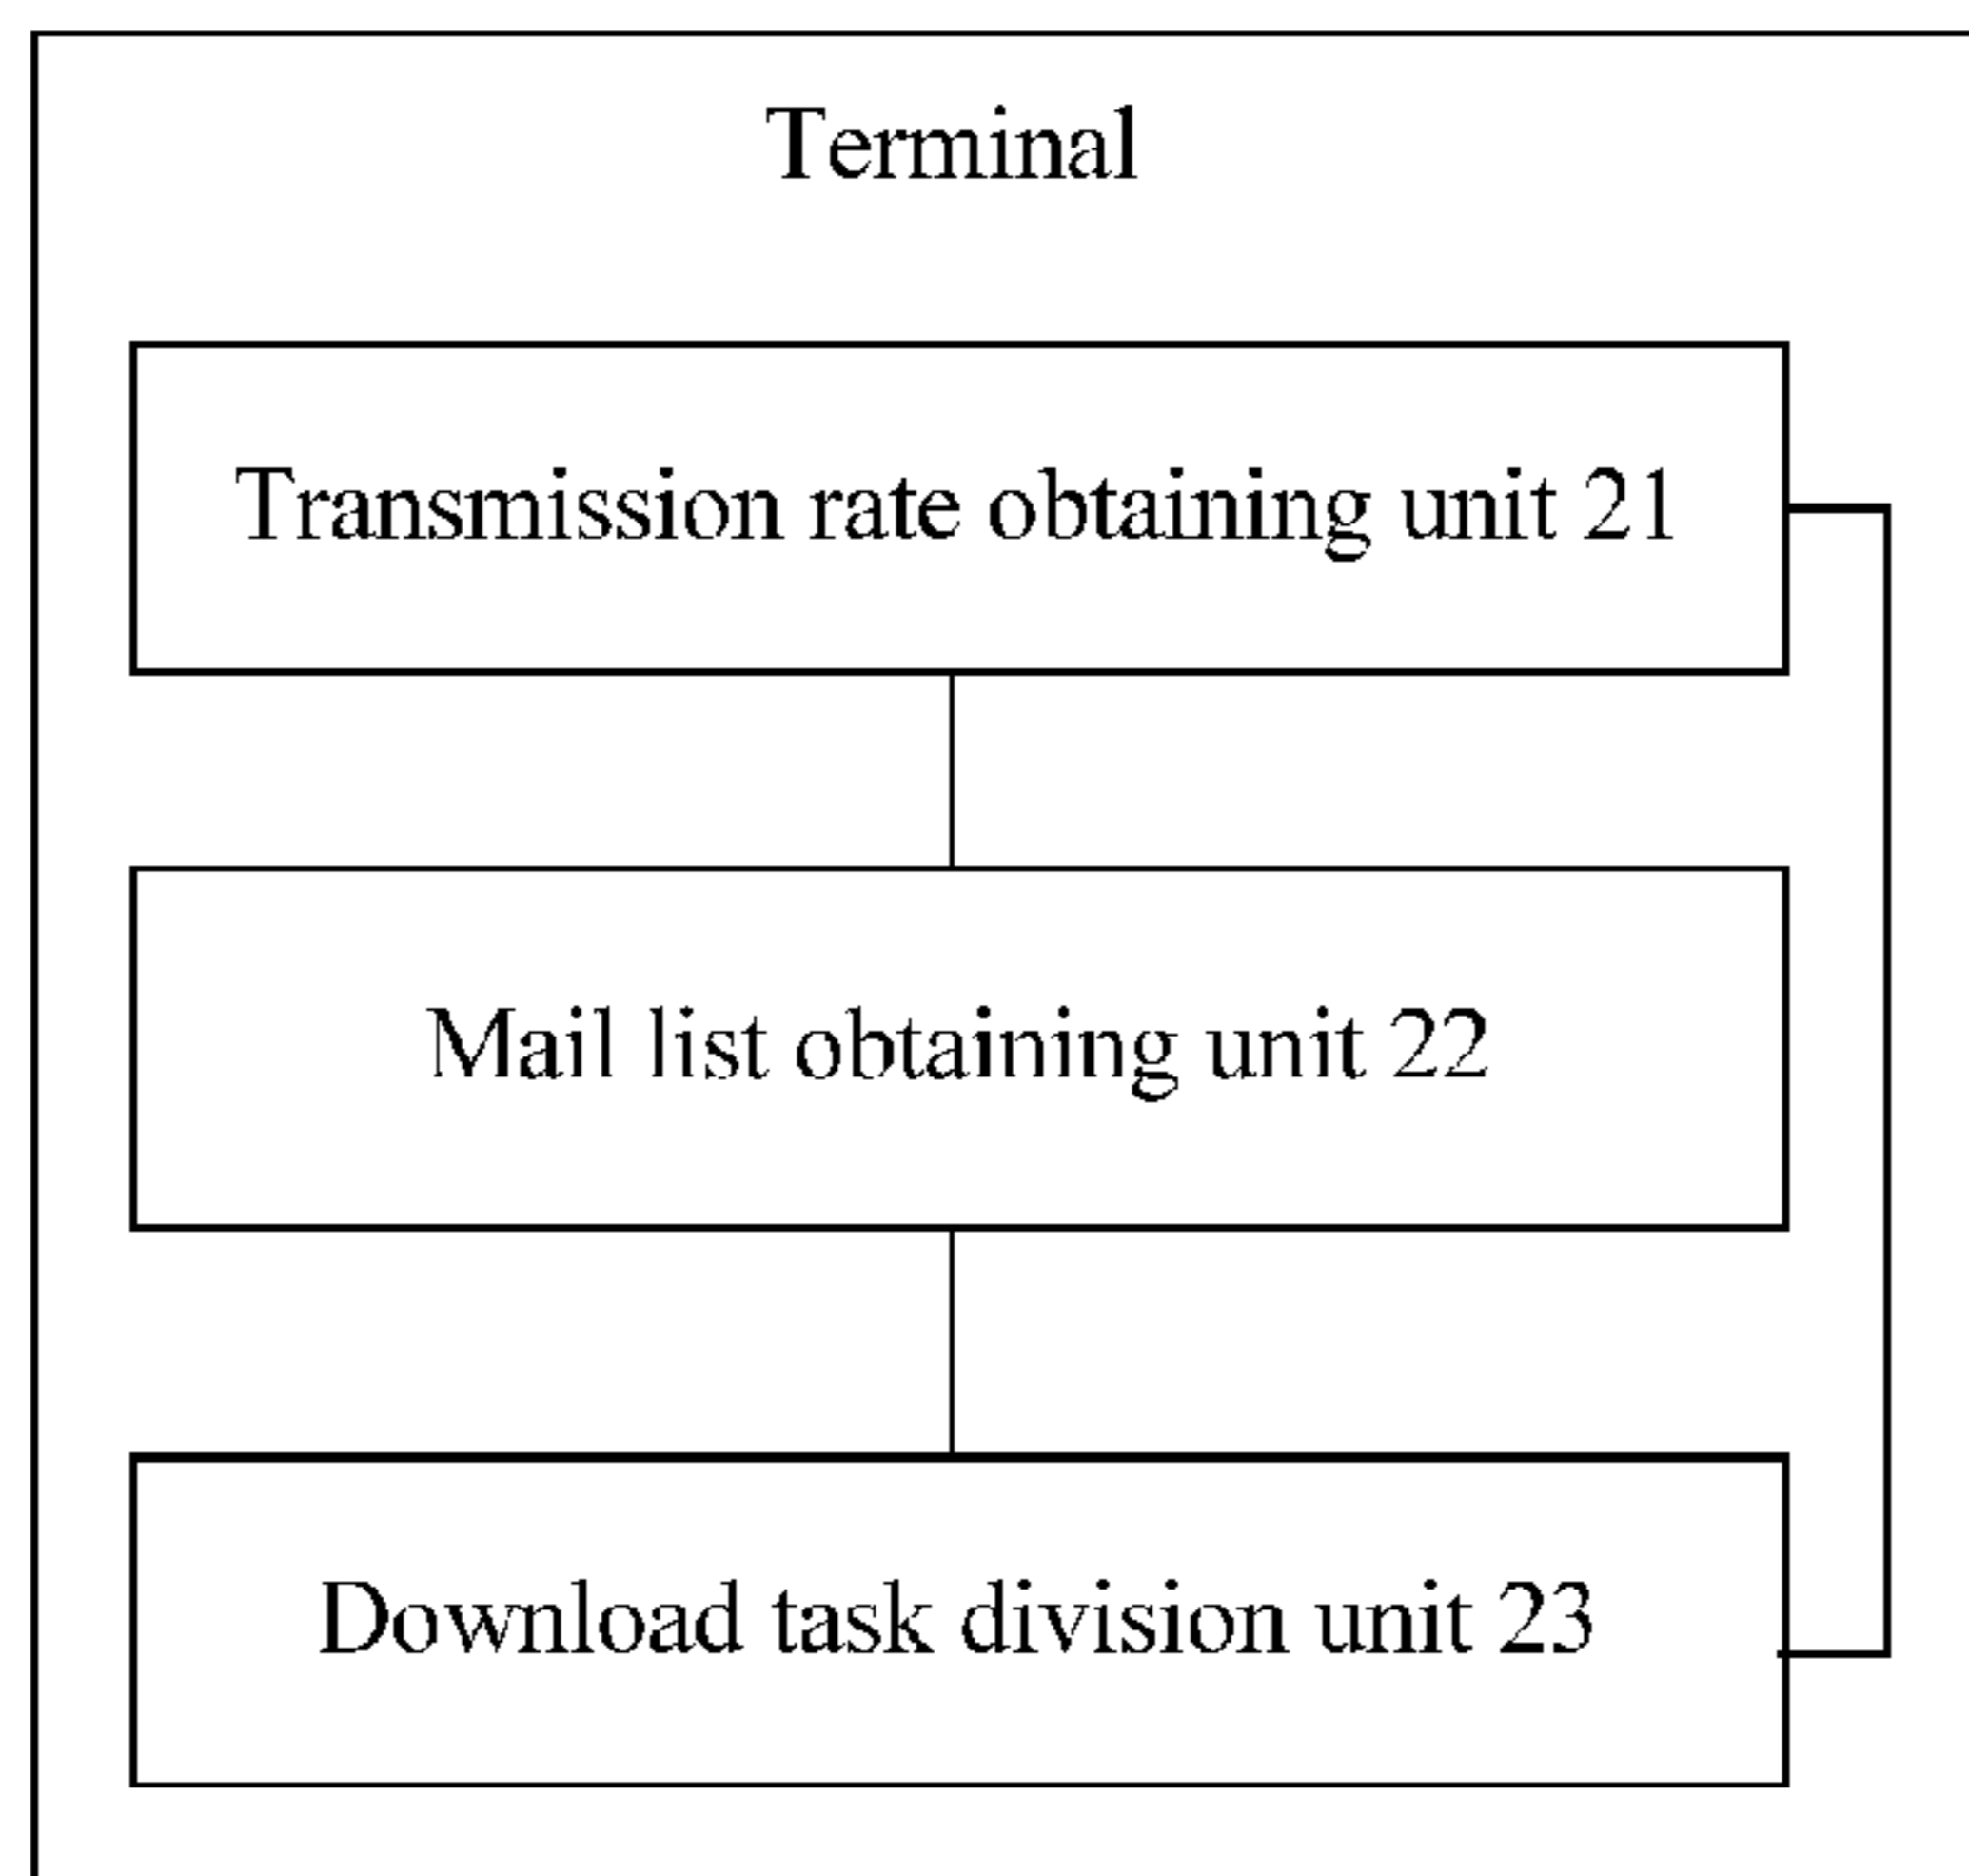 Terminal
Transmission rate obtaining unit 21
Mail list obtaining unit 22
Download task division unit 23